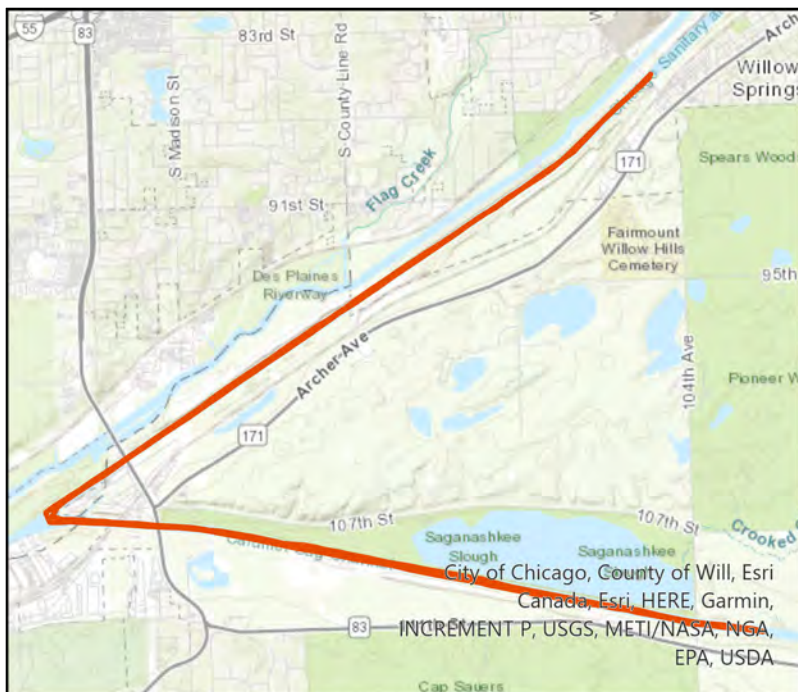 55
83
83rd St
Chicago Sanitary a
Arch
Willow
Springs
S Madison St
S County-Line Rd
Flag Creek
171
Spears Wood
91st St
Fairmount
Willow Hills
Cemetery
Des Plaines
Riverway
95th
Archer-Ave
104th Ave
Pioneer W
171
107th St
107th St
Crooked C
Saganashkee
Slough
Saganashkee
City of Chicago, County of Will, Esri
Canada, Esri, HERE, Garmin,
INCREMENT P, USGS, METI/NASA, NGA,
EPA, USDA
83
Cap Sauers